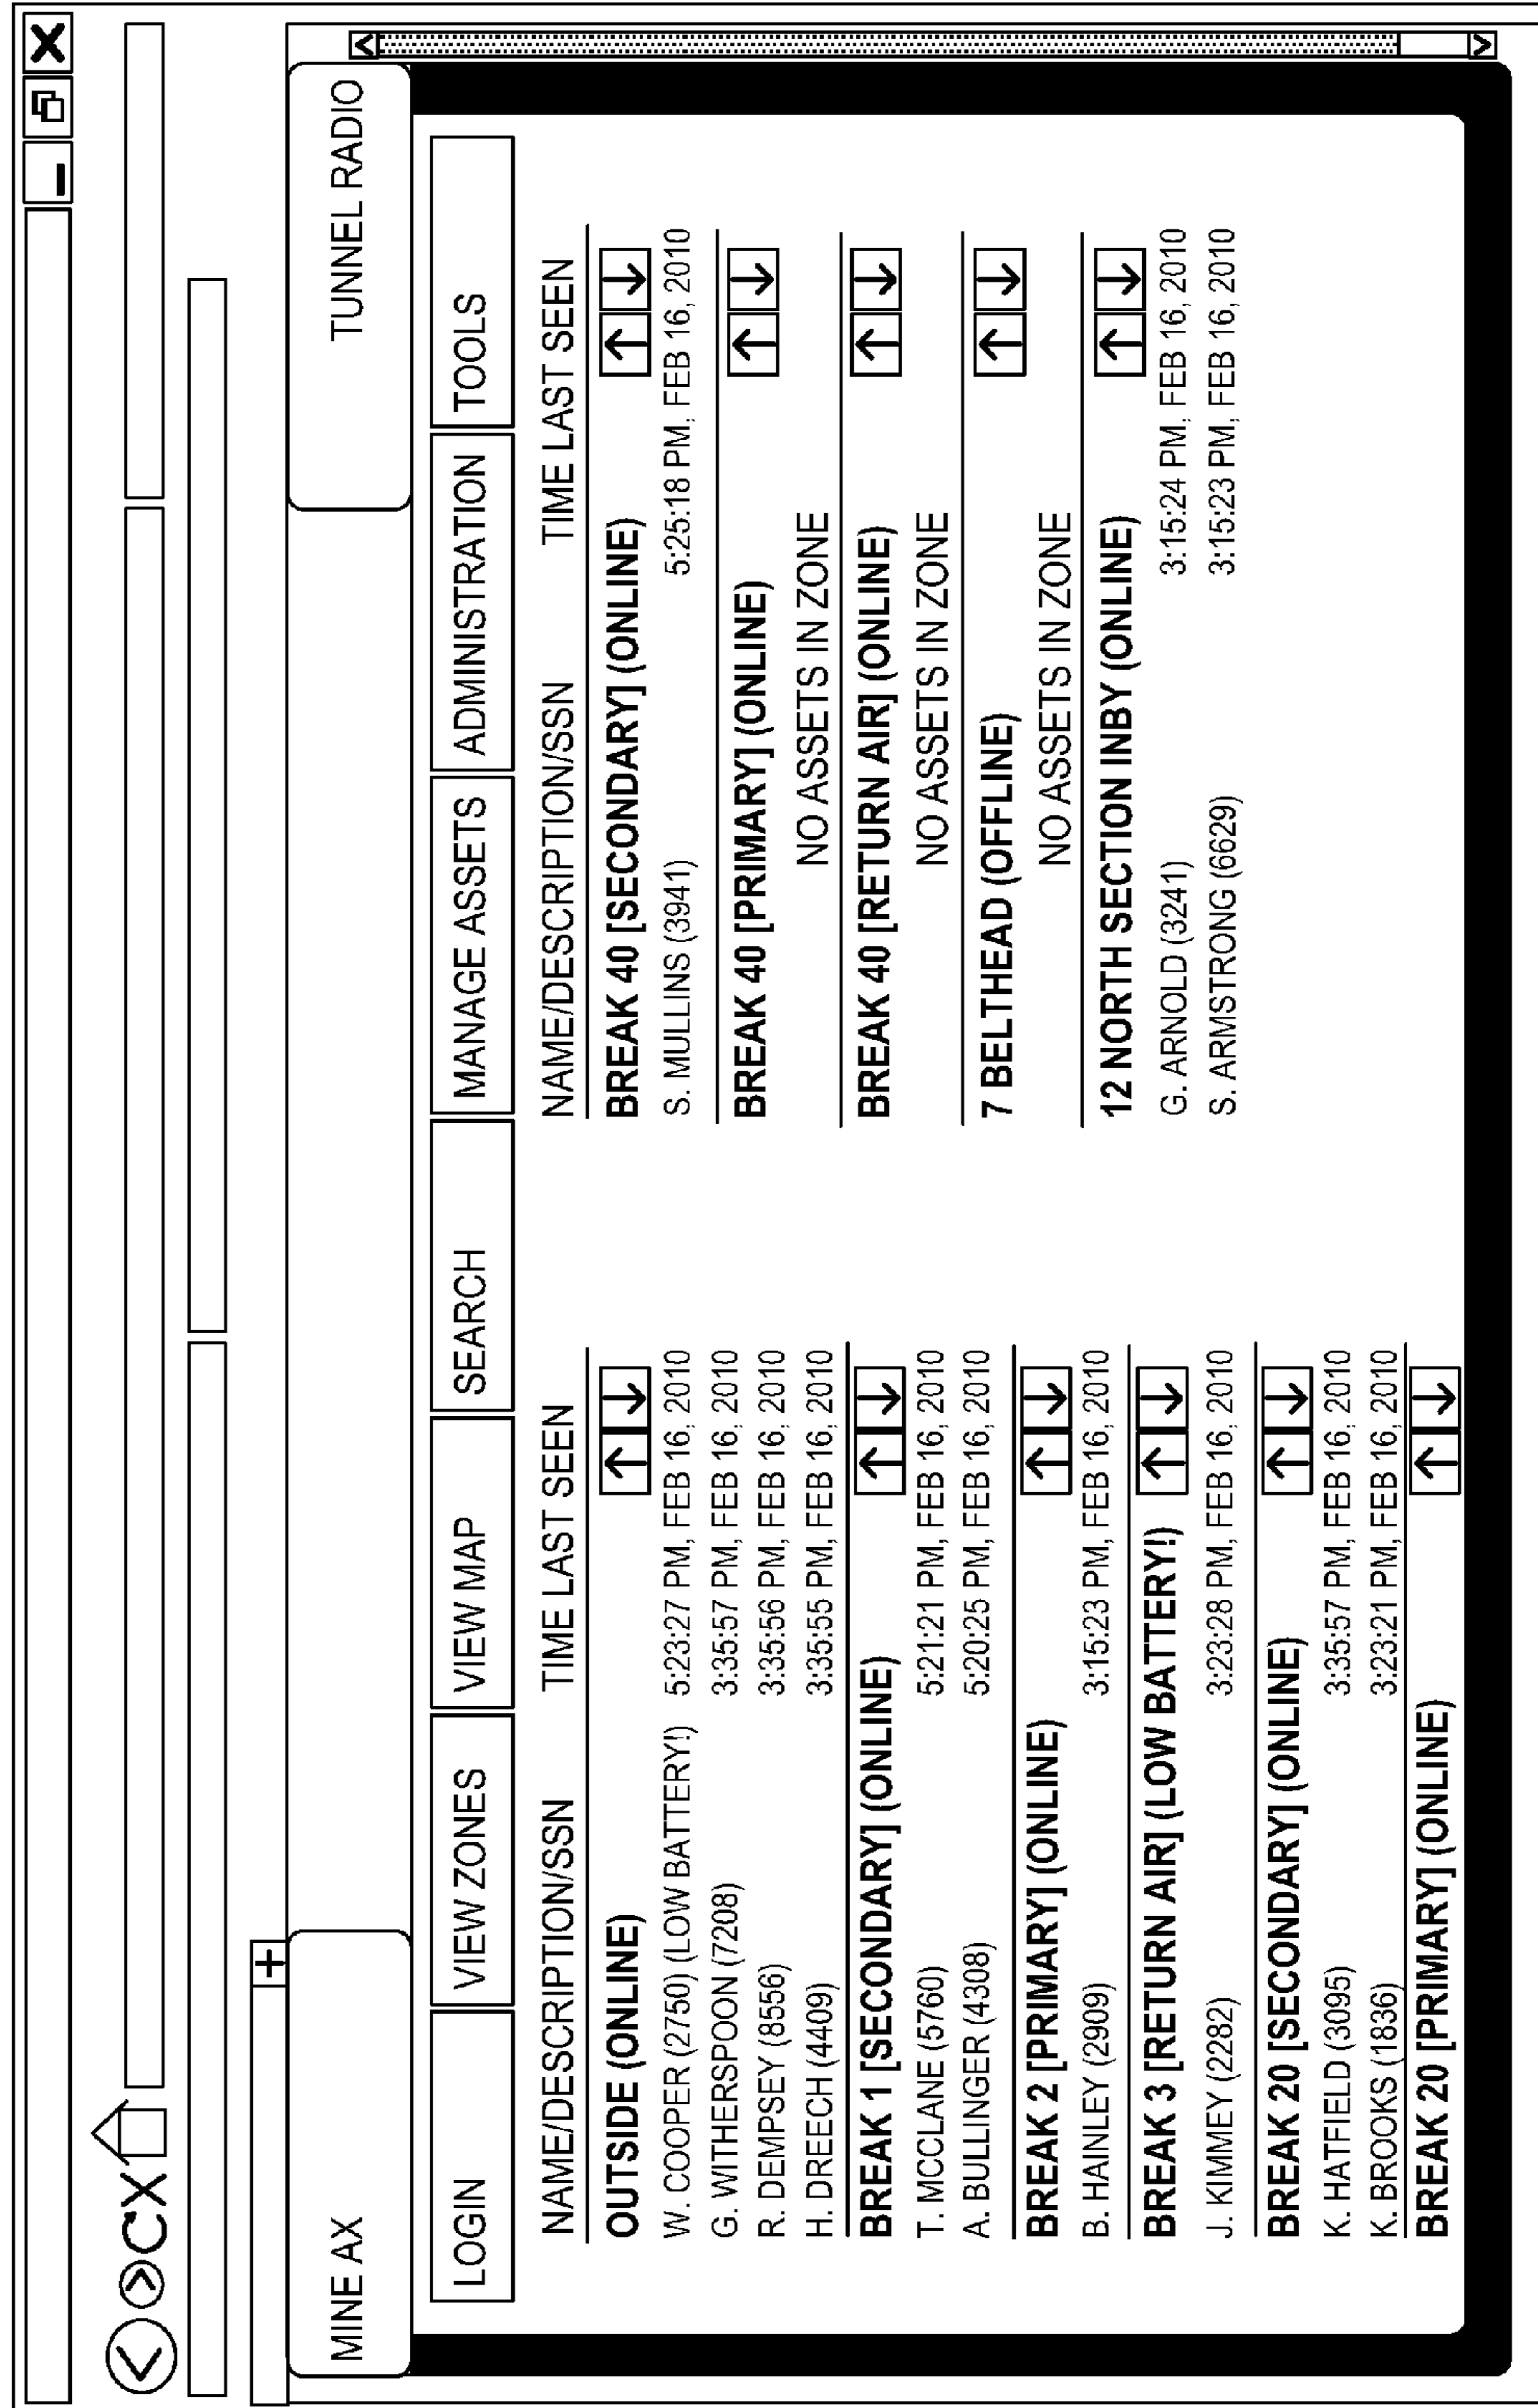 MINE AX
TUNNEL RADIO
LOGIN
VIEW ZONES
VIEW MAP
SEARCH
MANAGE ASSETS
ADMINISTRATION
TOOLS
NAME/DESCRIPTION/SSN TIME LAST SEEN
OUTSIDE (ONLINE)
W. COOPER (2750) (LOW BATTERY!) 5:23:27 PM, FEB 16, 2010
G. WITHERSPOON (7208) 3:35:57 PM, FEB 16, 2010
R. DEMPSEY (8556) 3:35:56 PM, FEB 16, 2010
H. DREECH (4409) 3:35:55 PM, FEB 16, 2010
BREAK 1 [SECONDARY] (ONLINE)
T. MCCLANE (5760) 5:21:21 PM, FEB 16, 2010
A. BULLINGER (4308) 5:20:25 PM, FEB 16, 2010
BREAK 2 [PRIMARY] (ONLINE)
B. HAINLEY (2909) 3:15:23 PM, FEB 16, 2010
BREAK 3 [RETURN AIR] (LOW BATTERY!)
J. KIMMEY (2282) 3:23:28 PM, FEB 16, 2010
BREAK 20 [SECONDARY] (ONLINE)
K. HATFIELD (3095) 3:35:57 PM, FEB 16, 2010
K. BROOKS (1836) 3:23:21 PM, FEB 16, 2010
BREAK 20 [PRIMARY] (ONLINE)
NAME/DESCRIPTION/SSN TIME LAST SEEN
BREAK 40 [SECONDARY] (ONLINE)
S. MULLINS (3941) 5:25:18 PM, FEB 16, 2010
BREAK 40 [PRIMARY] (ONLINE)
NO ASSETS IN ZONE
BREAK 40 [RETURN AIR] (ONLINE)
NO ASSETS IN ZONE
7 BELTHEAD (OFFLINE)
NO ASSETS IN ZONE
12 NORTH SECTION INBY (ONLINE)
G. ARNOLD (3241) 3:15:24 PM, FEB 16, 2010
S. ARMSTRONG (6629) 3:15:23 PM, FEB 16, 2010